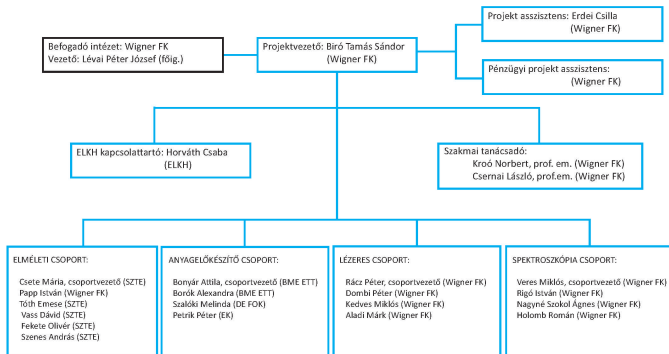 Projekt asszisztens: Erdei Csilla
(Wigner FK)
Befogadó intézet: Wigner FK
Vezető: Lévai Péter József (főig.)
Projektvezető: Biró Tamás Sándor
(Wigner FK)
Pénzügyi projekt asszisztens:
(Wigner FK)
ELKH kapcsolattartó: Horváth Csaba
(ELKH)
Szakmai tanácsadó:
Kroó Norbert, prof. em. (Wigner FK)
Csernai László, prof.em. (Wigner FK)
ELMÉLETI CSOPORT:
Csete Mária, csoportvezető (SZTE)
Papp István (Wigner FK)
Tóth Emese (SZTE)
Vass Dávid (SZTE)
Fekete Olivér (SZTE)
Szenes András (SZTE)
ANYAGELŐKÉSZÍTŐ CSOPORT:
Bonyár Attila, csoportvezető (BME ETT)
Borók Alexandra (BME ETT)
Szalóki Melinda (DE FOK)
Petrik Péter (EK)
LÉZERES CSOPORT:
Rácz Péter, csoportvezető (Wigner FK)
Dombi Péter (Wigner FK)
Kedves Miklós (Wigner FK)
Aladi Márk (Wigner FK)
SPEKTROSZKÓPIA CSOPORT:
Veres Miklós, csoportvezető (Wigner FK)
Rigó István (Wigner FK)
Nagyné Szokol Ágnes (Wigner FK)
Holomb Román (Wigner FK)